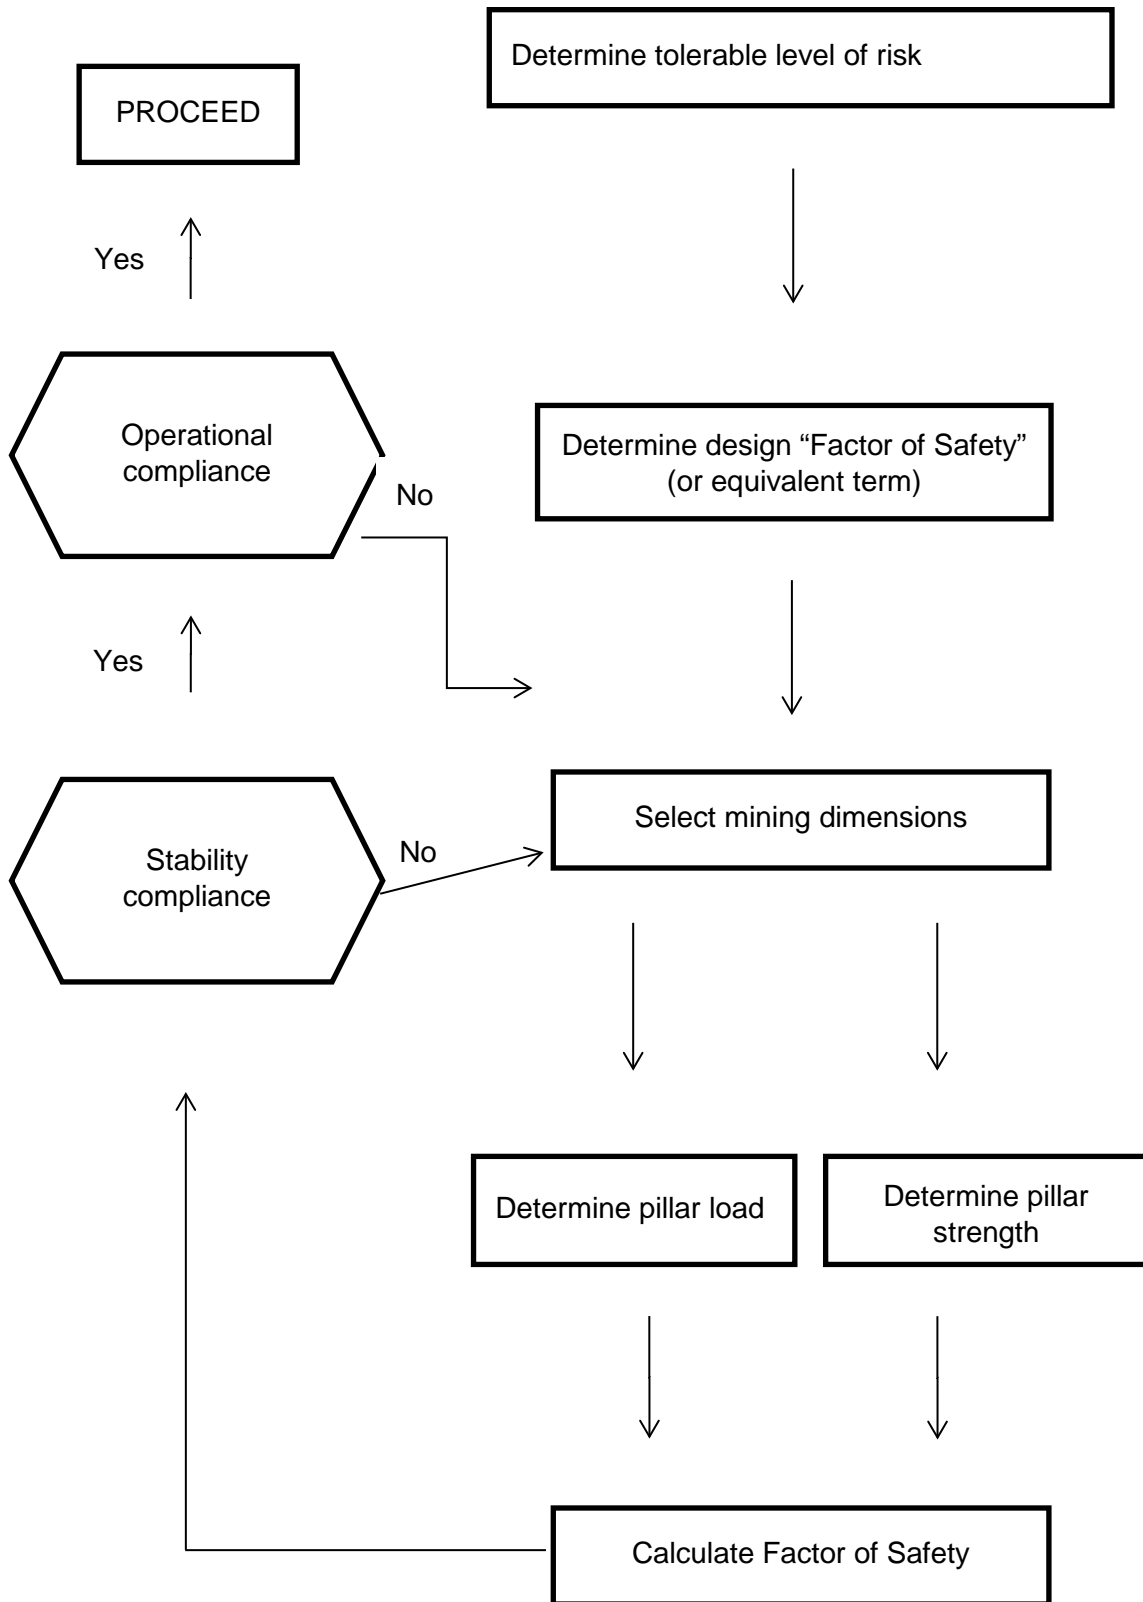 Determine tolerable level of risk
PROCEED
Yes
Operational
compliance
No
Determine design “Factor of Safety”
(or equivalent term)
Yes
Select mining dimensions
Stability
compliance
No
Determine pillar load
Determine pillar
strength
Calculate Factor of Safety